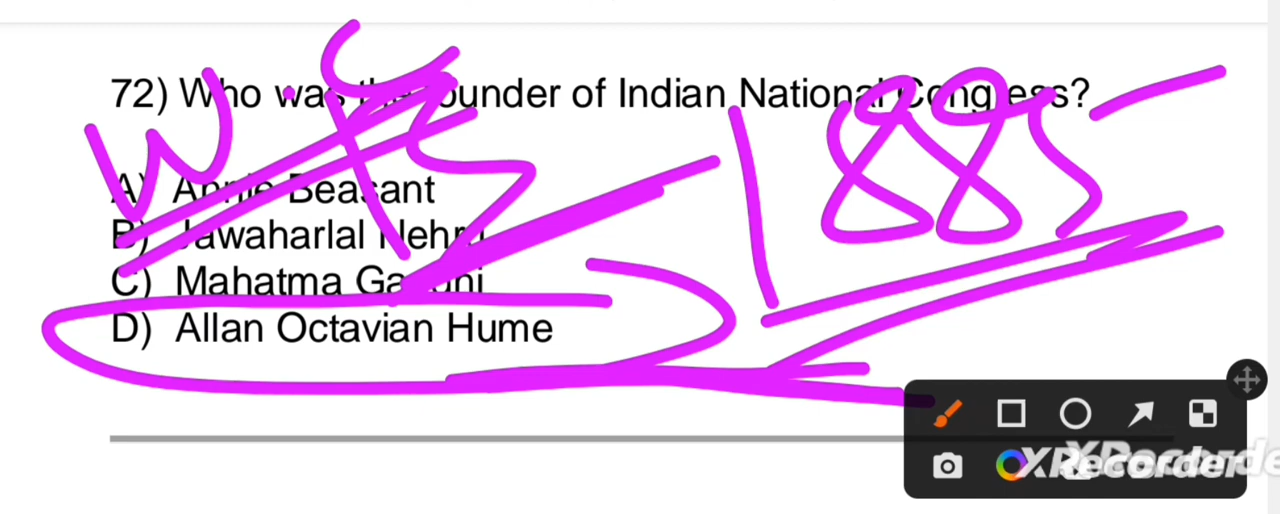 72) Who was the founder of Indian National Congress?
1885
A) Annie Beasant
B) Jawaharlal Nehru
C) Mahatma Gandhi
D) Allan Octavian Hume
XRecorder